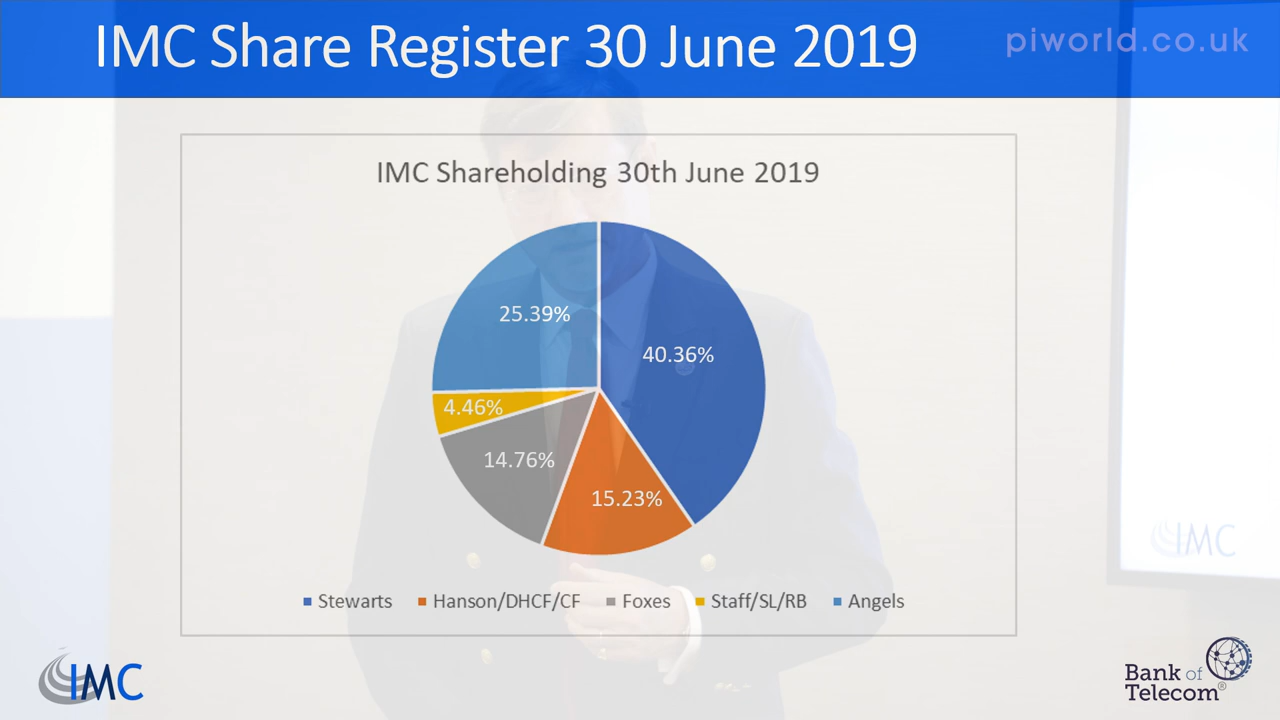 IMC Share Register 30 June 2019
piworld.co.uk
IMC Shareholding 30th June 2019
25.39%
40.36%
4.46%
14.76%
15.23%
Stewarts Hanson/DHCF/CF Foxes Staff/SL/RB Angels
IMC
IMC
Bank of
Telecom®